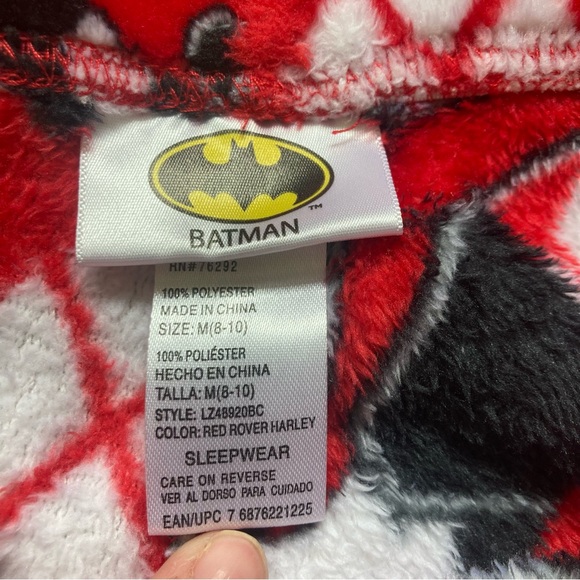 TM
BATMAN
RN#76292
100% POLYESTER
MADE IN CHINA
SIZE: M(8-10)
100% POLIÉSTER
HECHO EN CHINA
TALLA: M(8-10)
STYLE: LZ48920BC
COLOR: RED ROVER HARLEY
SLEEPWEAR
CARE ON REVERSE
VER AL DORSO PARA CUIDADO
EAN/UPC 7 6876221225